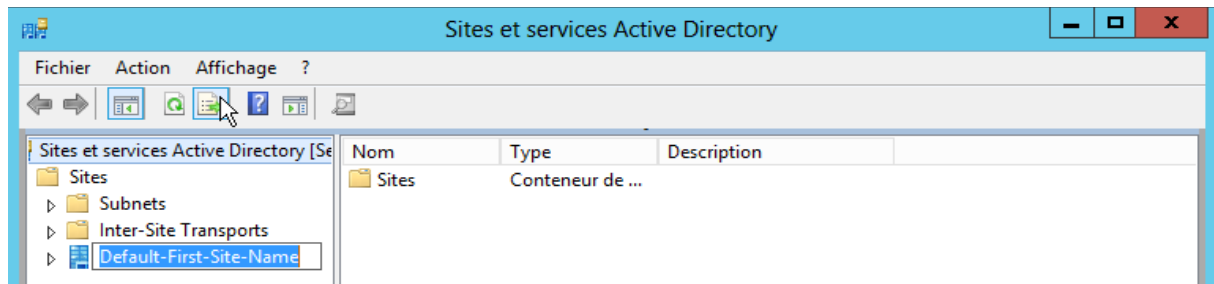 Sites et services Active Directory
Fichier Action Affichage ?
Sites et services Active Directory [Se
Nom Type Description
Sites
Sites Conteneur de ...
Subnets
Inter-Site Transports
Default-First-Site-Name